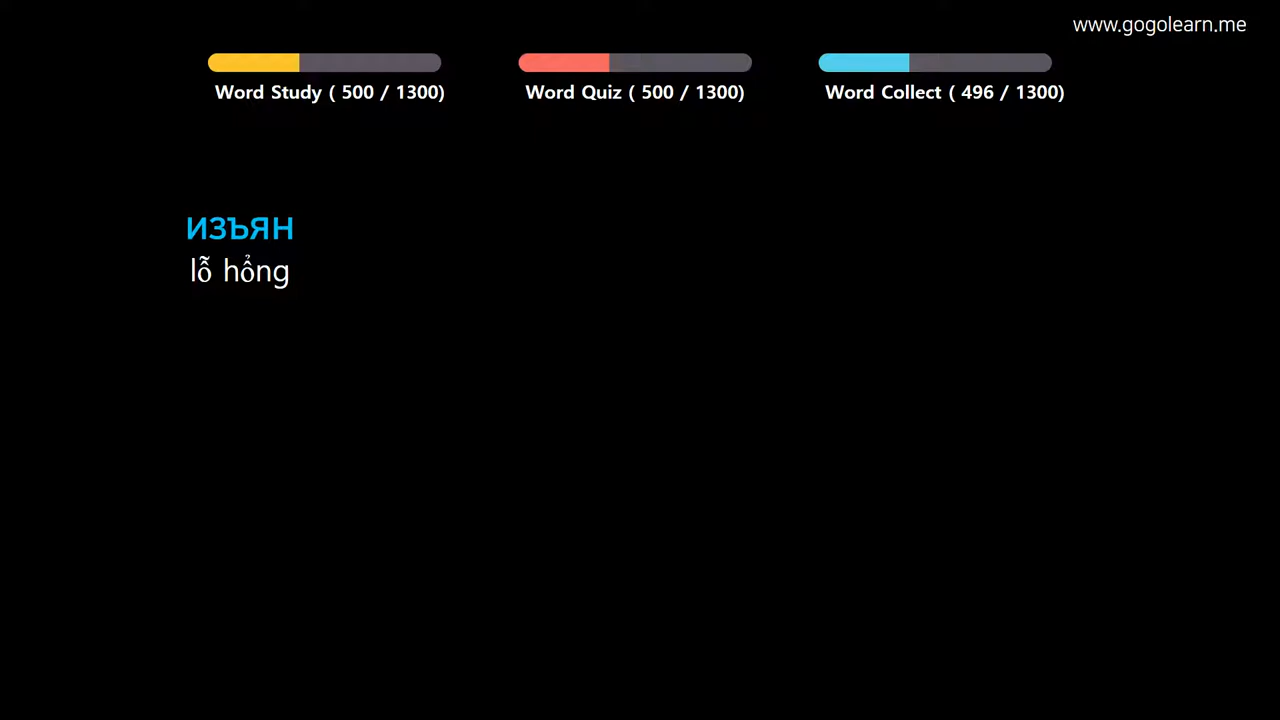 www.gogolearn.me
Word Study ( 500 / 1300)
Word Quiz ( 500 / 1300)
Word Collect ( 496 / 1300)
изъян
lỗ hổng